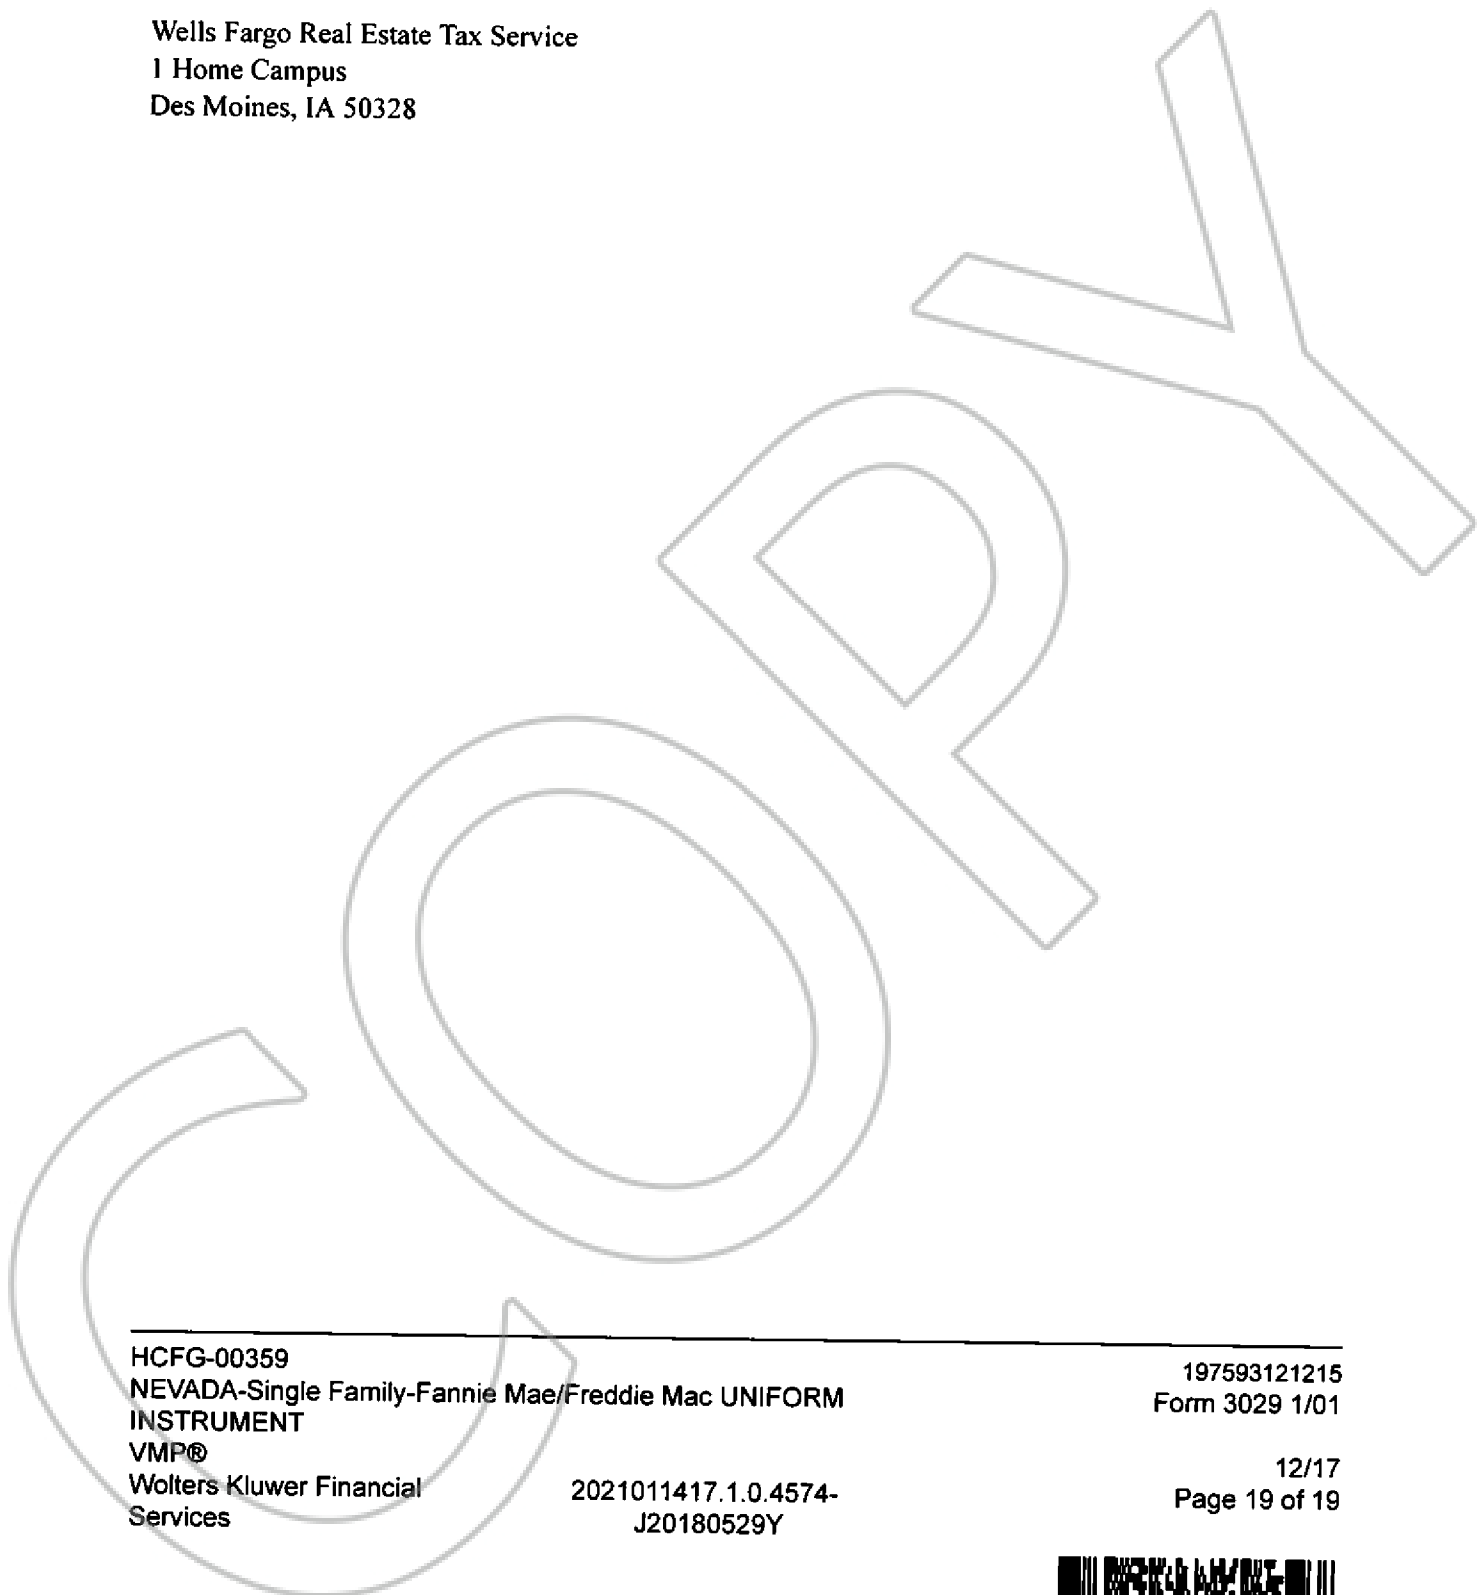 Wells Fargo Real Estate Tax Service
1 Home Campus
Des Moines, IA 50328
COPY
HCFG-00359
NEVADA-Single Family-Fannie Mae/Freddie Mac UNIFORM
INSTRUMENT
VMP®
Wolters Kluwer Financial
Services
2021011417.1.0.4574-
J20180529Y
197593121215
Form 3029 1/01
12/17
Page 19 of 19